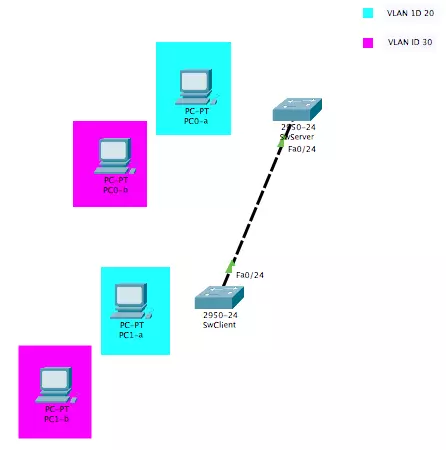 VLAN 1D 20
VLAN ID 30
PC-PT
PC0-a
2950-24
SwServer
Fa0/24
PC-PT
PC0-b
Fa0/24
PC-PT
PC1-a
2950-24
SwClient
PC-PT
PC1-b